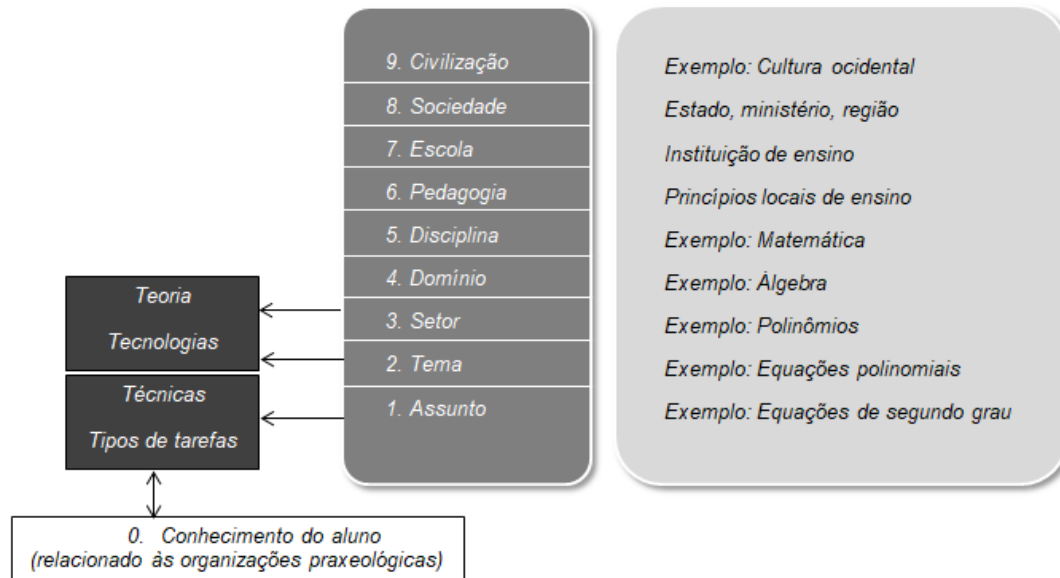 9. Civilização
8. Sociedade
7. Escola
6. Pedagogia
5. Disciplina
4. Domínio
3. Setor
2. Tema
1. Assunto
Exemplo: Cultura ocidental
Estado, ministério, região
Instituição de ensino
Princípios locais de ensino
Exemplo: Matemática
Exemplo: Álgebra
Exemplo: Polinômios
Exemplo: Equações polinomiais
Exemplo: Equações de segundo grau
Teoria
Tecnologias
Técnicas
Tipos de tarefas
0. Conhecimento do aluno
(relacionado às organizações praxeológicas)